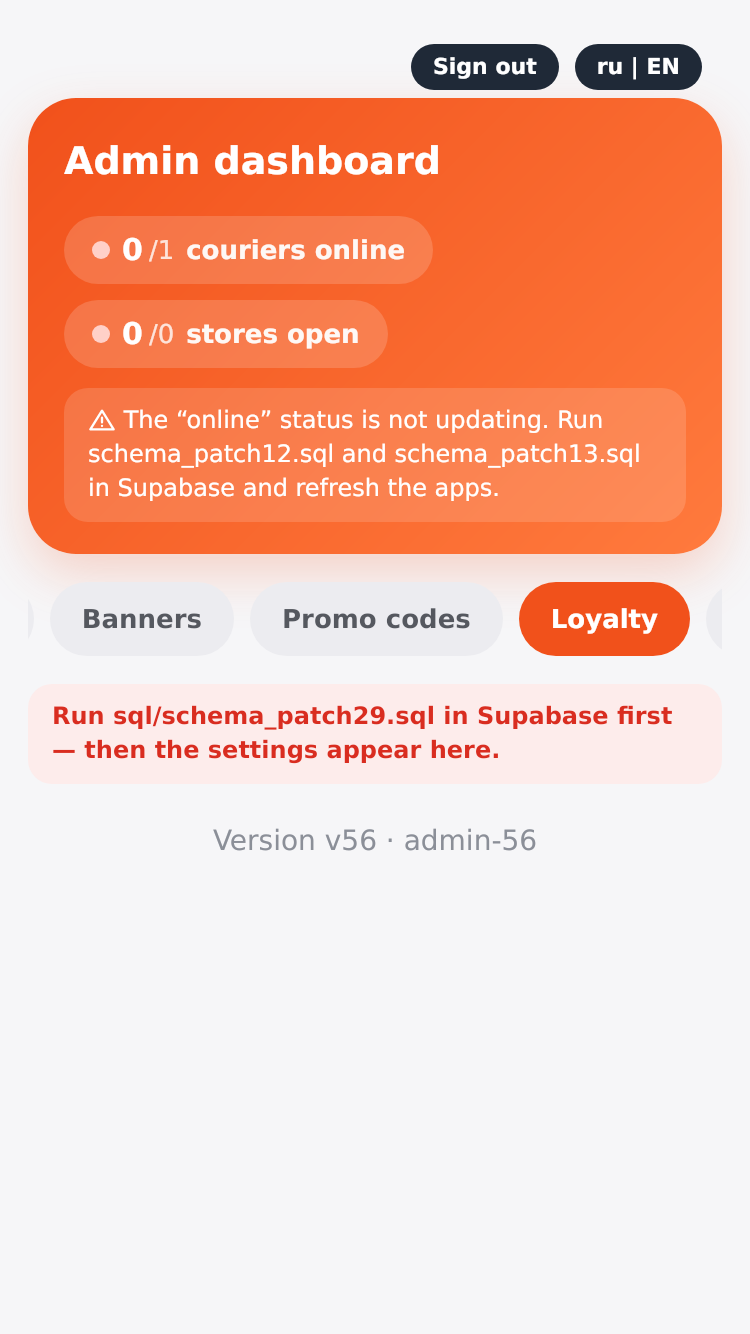 Sign out
ru | EN
Admin dashboard
0/1 couriers online
0/0 stores open
⚠ The “online” status is not updating. Run
schema_patch12.sql and schema_patch13.sql
in Supabase and refresh the apps.
Banners
Promo codes
Loyalty
Run sql/schema_patch29.sql in Supabase first
— then the settings appear here.
Version v56 · admin-56